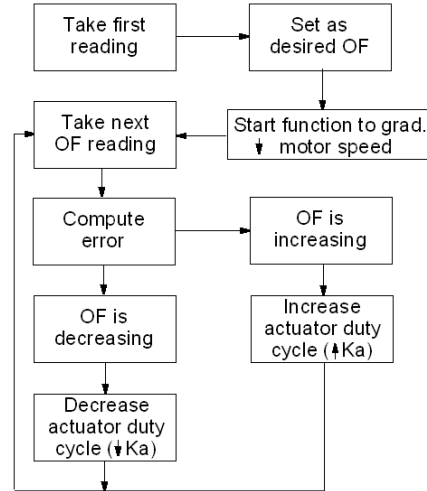 Take first
reading
Set as
desired OF
Start function to grad.
↓ motor speed
Take next
OF reading
Compute
error
OF is
increasing
OF is
decreasing
Increase
actuator duty
cycle (↑Ka)
Decrease
actuator duty
cycle (↓Ka)